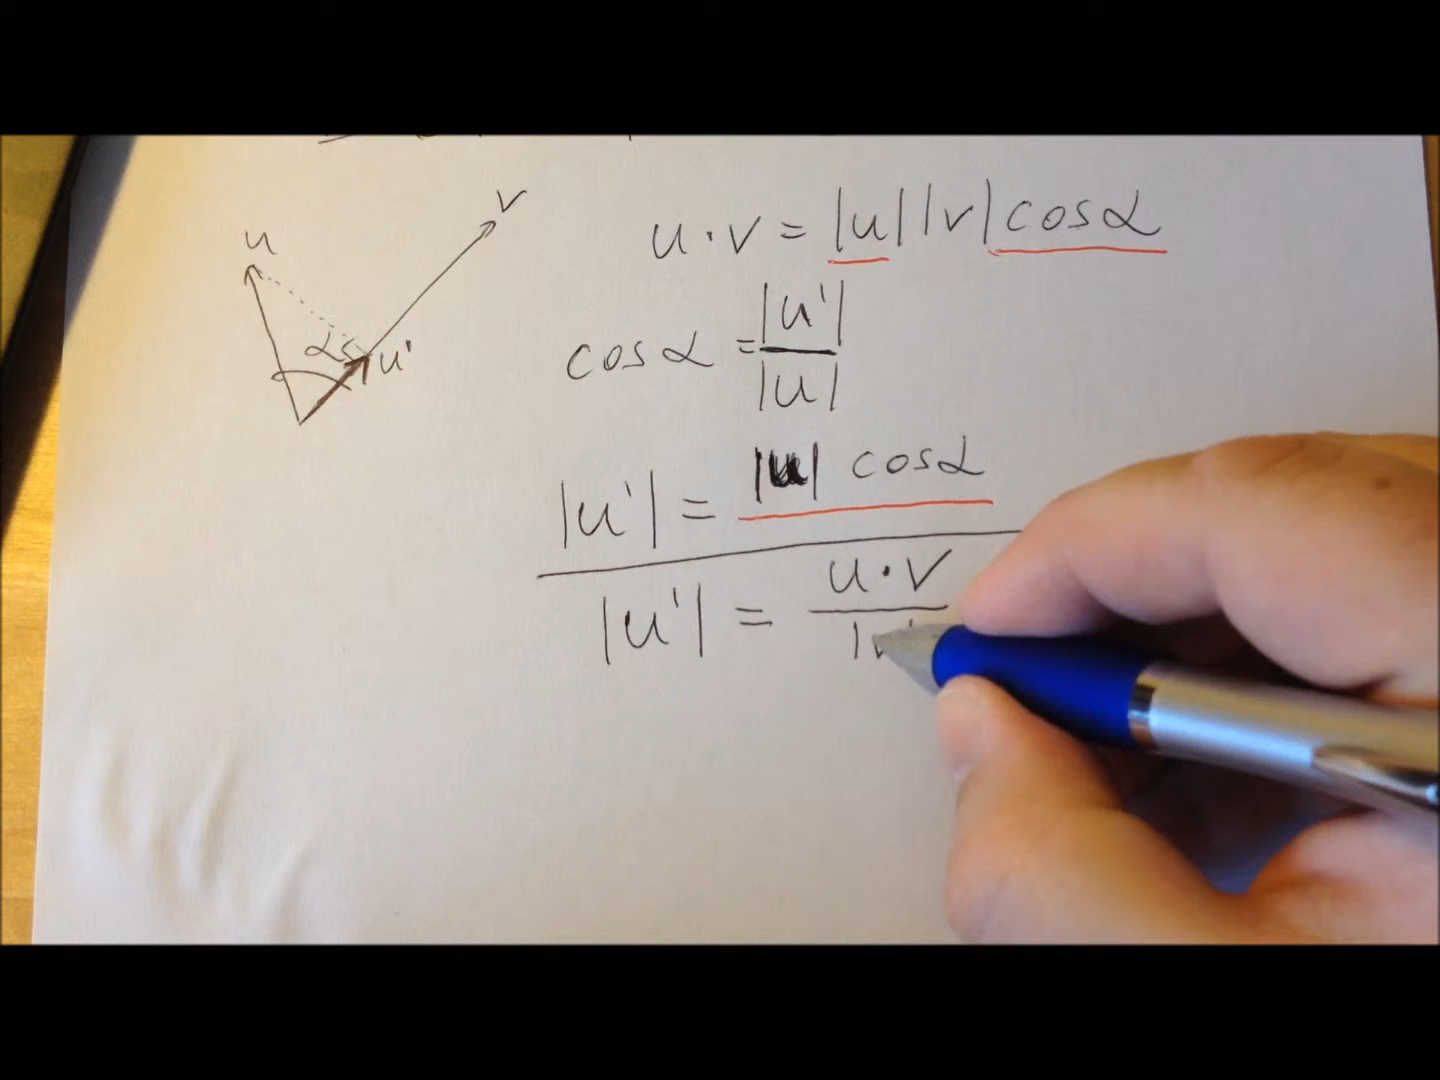 v
u
α
u'
u · v = |u||v| cosα
cosα = |u'| / |u|
|u'| = |u| cosα
|u'| = u · v / |v